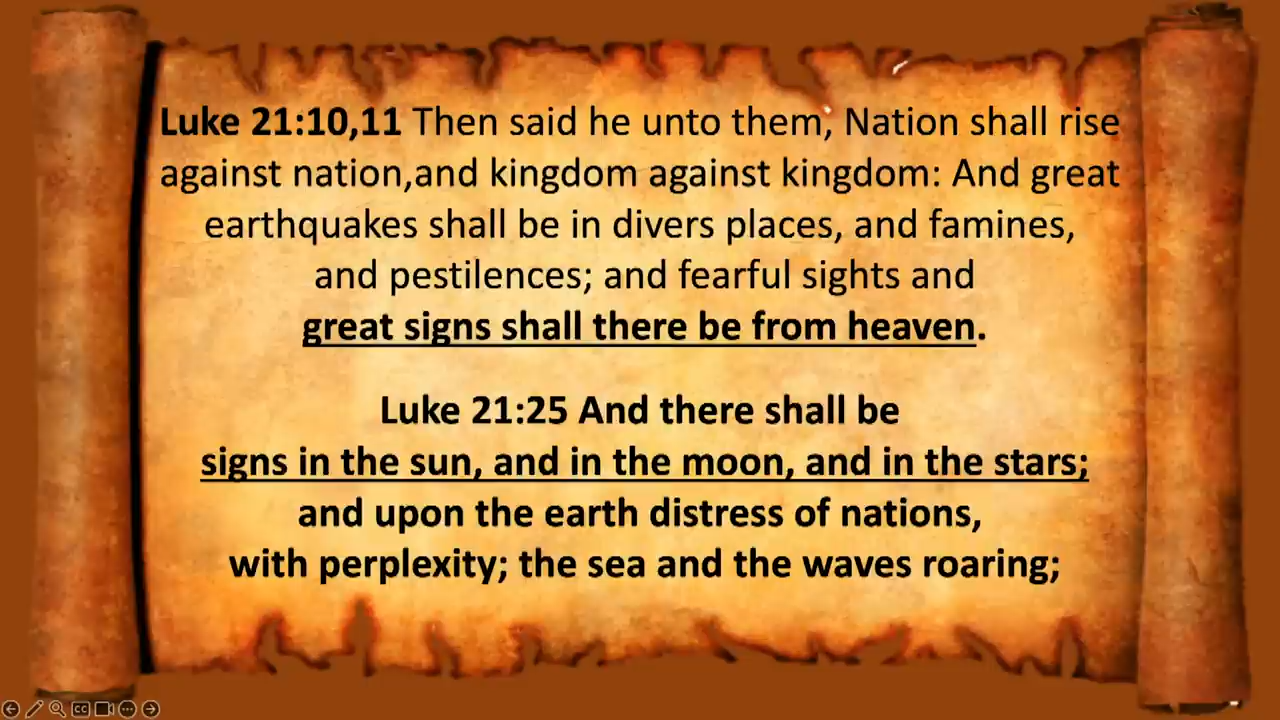 Luke 21:10,11 Then said he unto them, Nation shall rise
against nation,and kingdom against kingdom: And great
earthquakes shall be in divers places, and famines,
and pestilences; and fearful sights and
great signs shall there be from heaven.
Luke 21:25 And there shall be
signs in the sun, and in the moon, and in the stars;
and upon the earth distress of nations,
with perplexity; the sea and the waves roaring;
CC